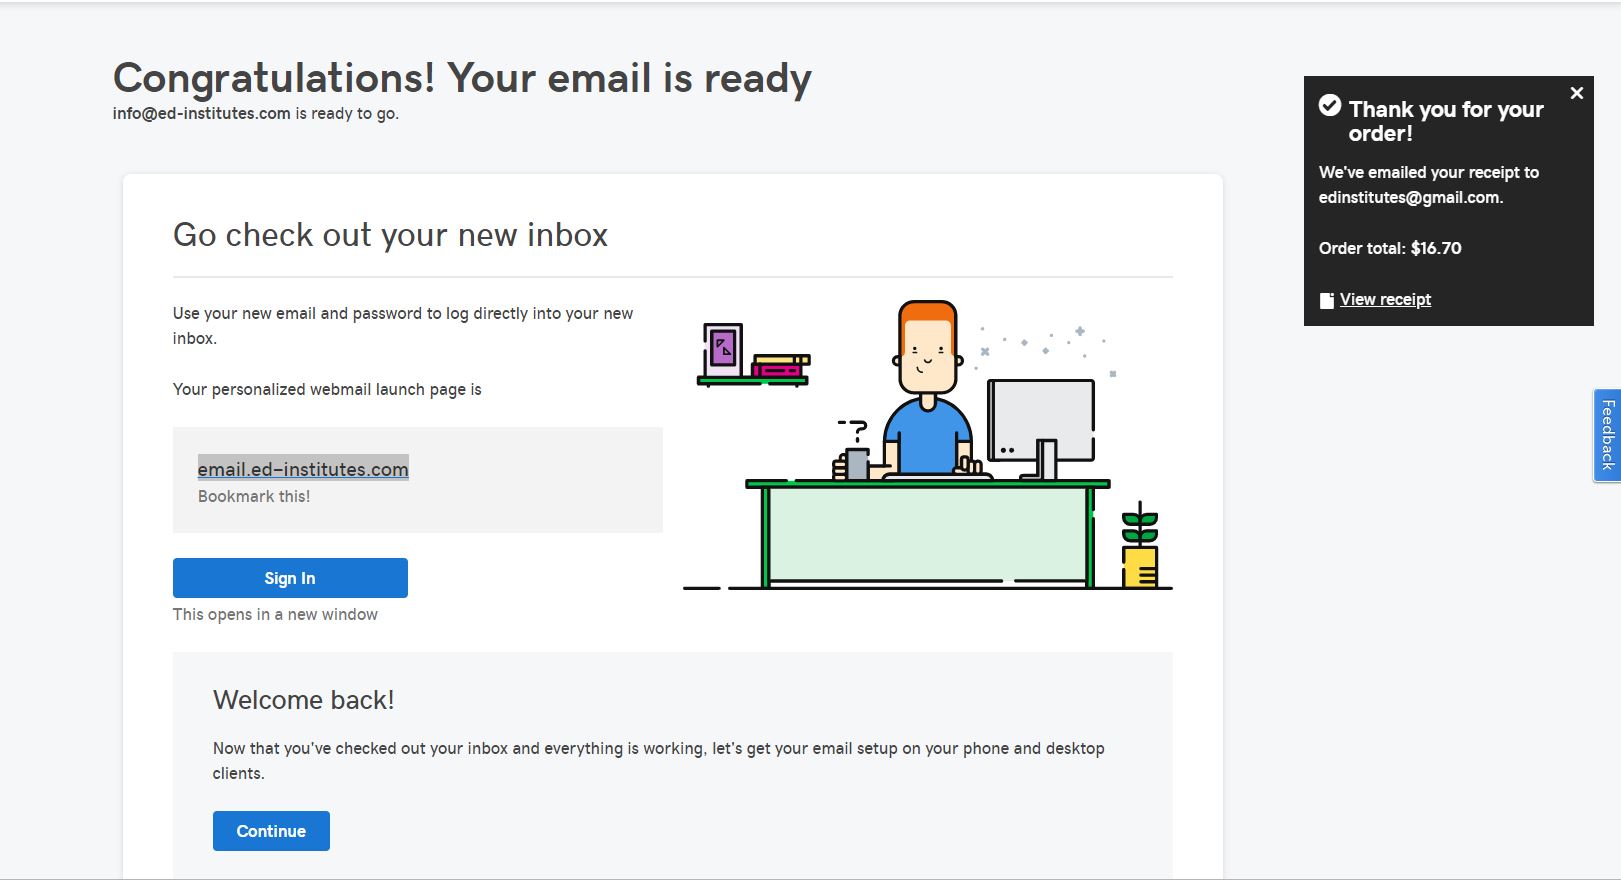 Congratulations! Your email is ready
info@ed-institutes.com is ready to go.
Thank you for your
order!
We've emailed your receipt to
edinstitutes@gmail.com.
Order total: $16.70
View receipt
Go check out your new inbox
Use your new email and password to log directly into your new
inbox.
Your personalized webmail launch page is
email.ed-institutes.com
Bookmark this!
Sign In
This opens in a new window
Feedback
Welcome back!
Now that you've checked out your inbox and everything is working, let's get your email setup on your phone and desktop
clients.
Continue